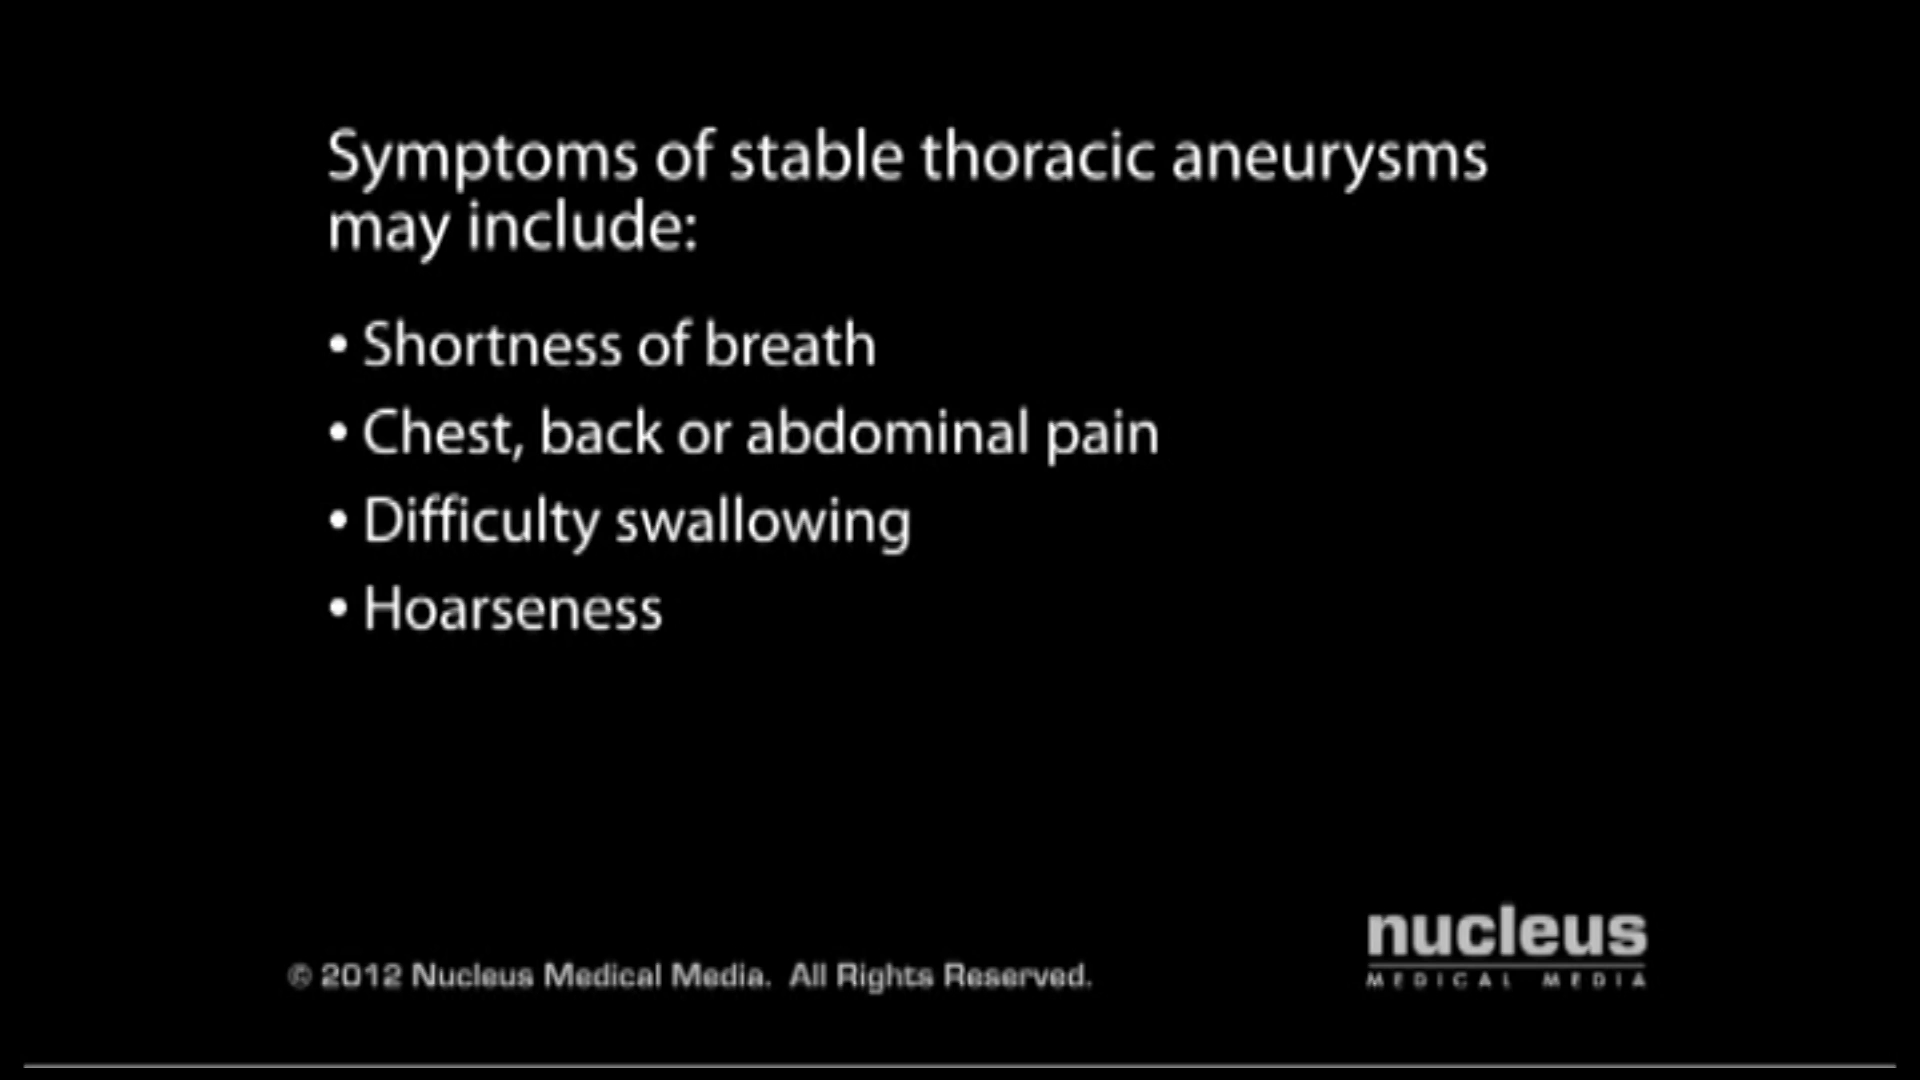 Symptoms of stable thoracic aneurysms
may include:
• Shortness of breath
• Chest, back or abdominal pain
• Difficulty swallowing
• Hoarseness
© 2012 Nucleus Medical Media. All Rights Reserved.
nucleus
MEDICAL MEDIA